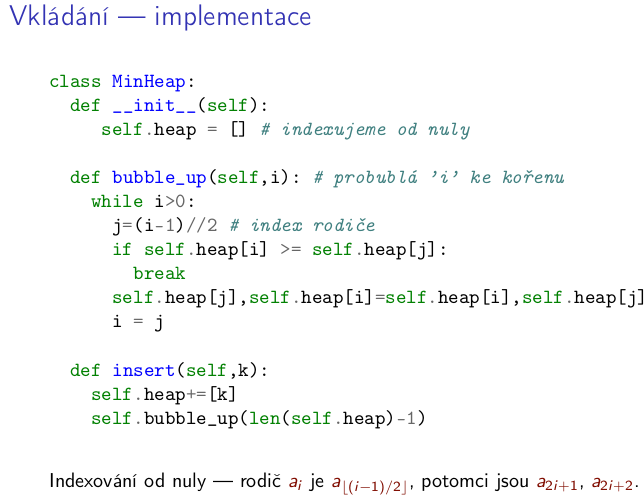 Vkládání — implementace
class MinHeap:
  def __init__(self):
     self.heap = [] # indexujeme od nuly
  def bubble_up(self,i): # probublá 'i' ke kořenu
    while i>0:
      j=(i-1)//2 # index rodiče
      if self.heap[i] >= self.heap[j]:
        break
      self.heap[j],self.heap[i]=self.heap[i],self.heap[j]
      i = j
  def insert(self,k):
    self.heap+=[k]
    self.bubble_up(len(self.heap)-1)
Indexování od nuly — rodič a_i je a_{⌊(i−1)/2⌋}, potomci jsou a_{2i+1}, a_{2i+2}.